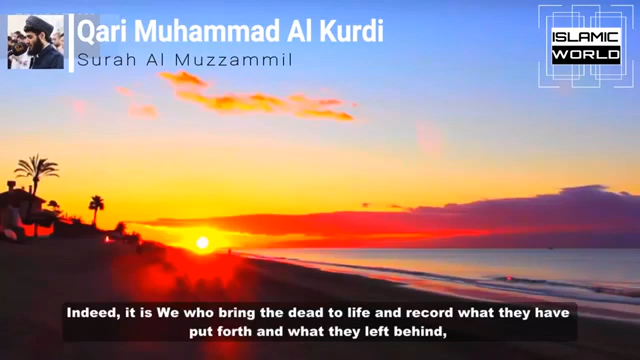 Qari Muhammad Al Kurdi
Surah Al Muzzammil
ISLAMIC
WORLD
Indeed, it is We who bring the dead to life and record what they have
put forth and what they left behind,